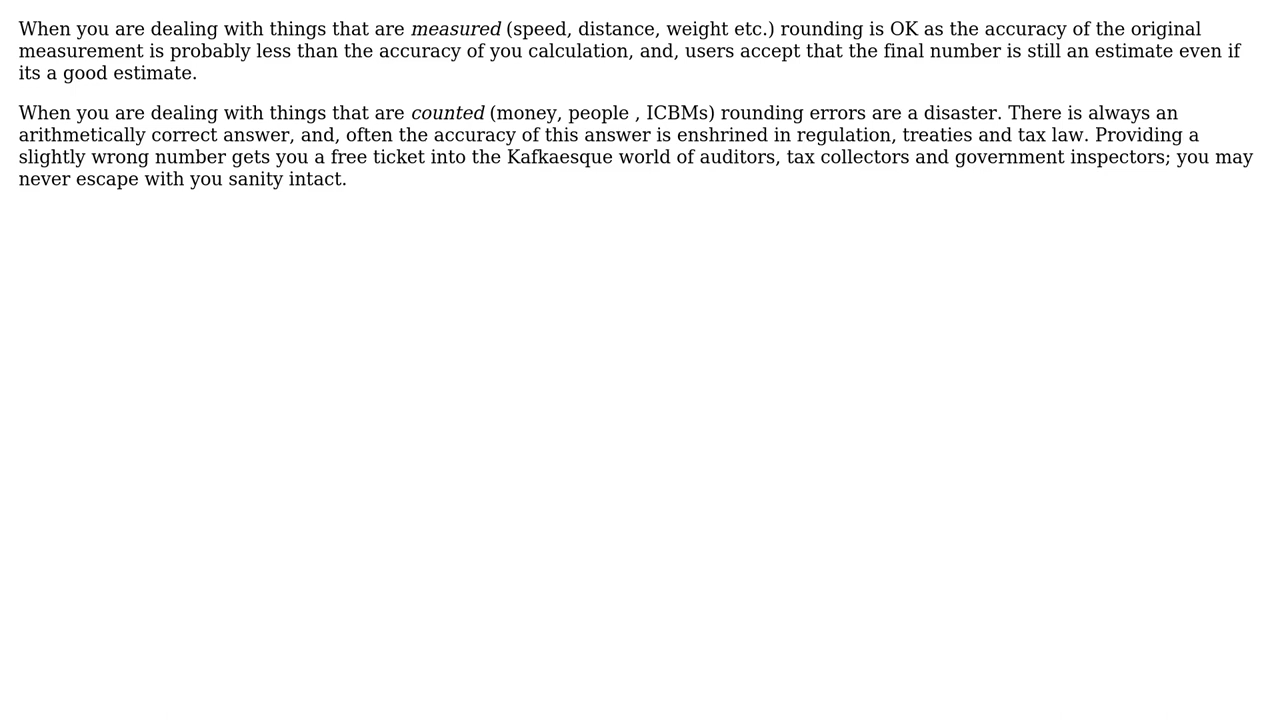 When you are dealing with things that are measured (speed, distance, weight etc.) rounding is OK as the accuracy of the original
measurement is probably less than the accuracy of you calculation, and, users accept that the final number is still an estimate even if
its a good estimate.
When you are dealing with things that are counted (money, people , ICBMs) rounding errors are a disaster. There is always an
arithmetically correct answer, and, often the accuracy of this answer is enshrined in regulation, treaties and tax law. Providing a
slightly wrong number gets you a free ticket into the Kafkaesque world of auditors, tax collectors and government inspectors; you may
never escape with you sanity intact.